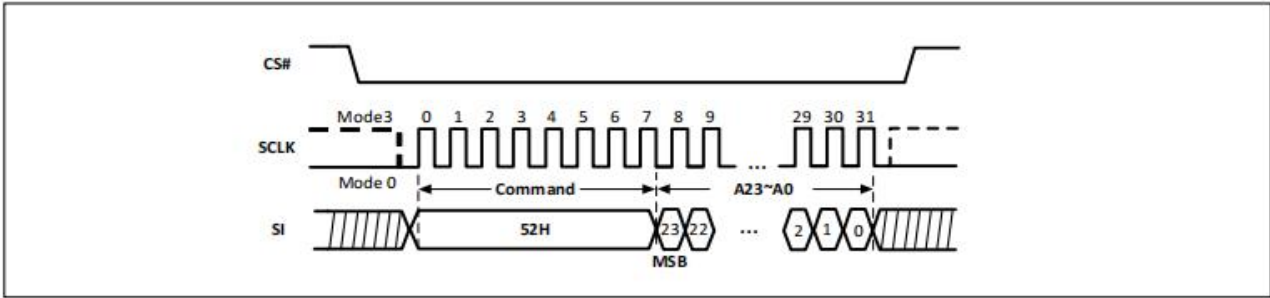 CS#
Mode3 0 1 2 3 4 5 6 7 8 9 29 30 31
SCLK
...
Mode 0 Command A23~A0
SI 52H 23 22 ... 2 1 0
MSB